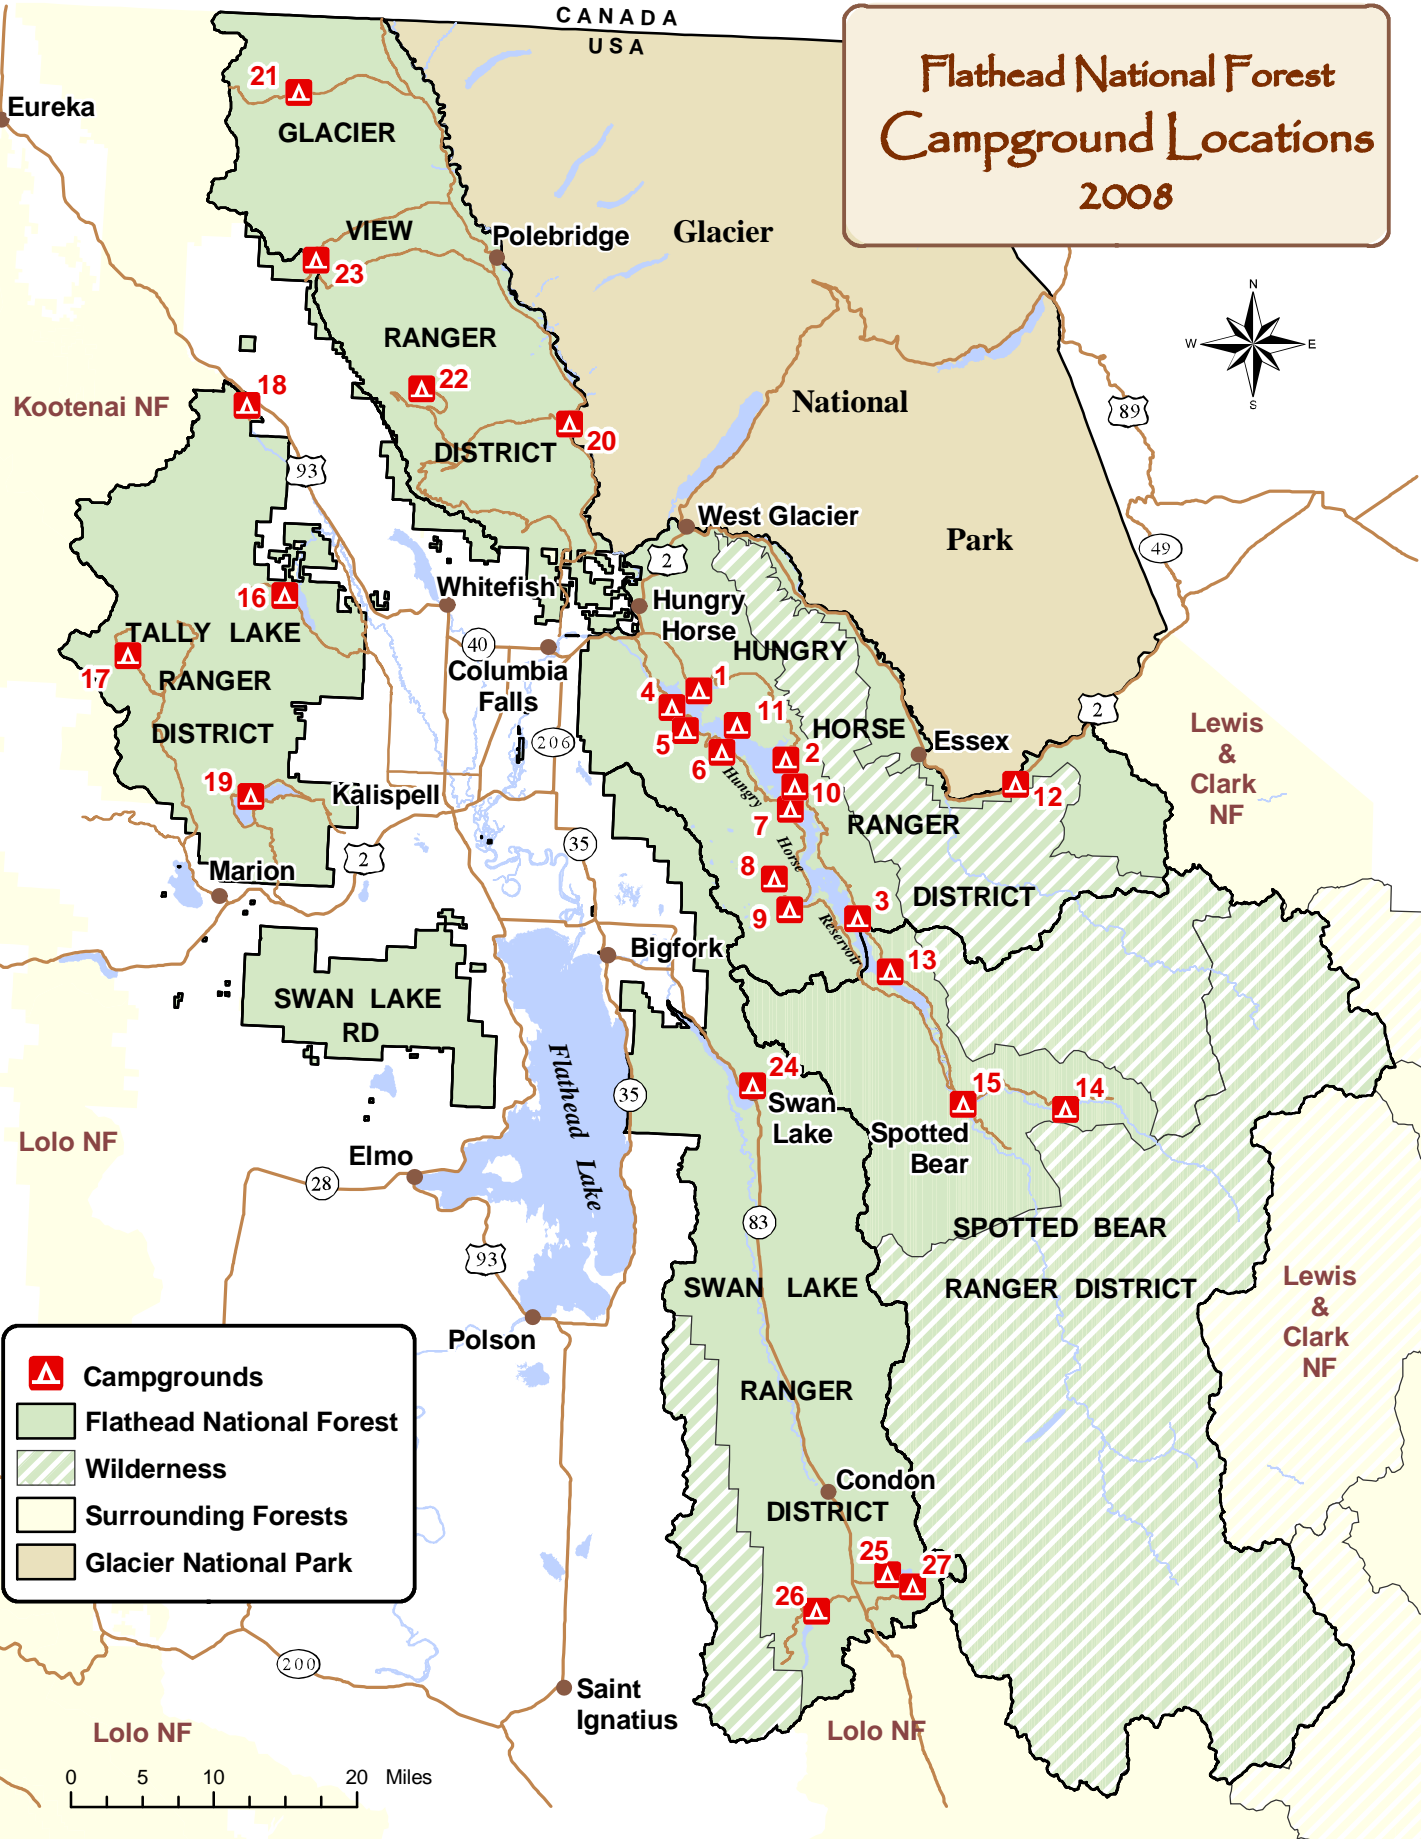 CANADA
USA
Flathead National Forest
Campground Locations
2008
Eureka
21
GLACIER
VIEW
Polebridge
Glacier
23
N
W
E
S
RANGER
22
18
Kootenai NF
National
89
20
DISTRICT
93
West Glacier
Park
2
49
Whitefish
16
Hungry
Horse
TALLY LAKE
40
HUNGRY
Columbia
Falls
17
RANGER
1
4
11
2
DISTRICT
HORSE
Lewis
&
Clark
NF
206
5
6
2
Essex
Hungry
19
Kalispell
10
12
7
RANGER
35
Horse
2
Marion
8
DISTRICT
9
3
Reservoir
Bigfork
13
SWAN LAKE
RD
Flathead Lake
24
35
Swan
Lake
15
14
Spotted
Bear
Lolo NF
Elmo
28
83
SPOTTED BEAR
93
SWAN LAKE
RANGER DISTRICT
Lewis
&
Clark
NF
Polson
Campgrounds
RANGER
Flathead National Forest
Wilderness
Condon
Surrounding Forests
DISTRICT
Glacier National Park
25
27
26
200
Saint
Ignatius
Lolo NF
Lolo NF
0 5 10 20 Miles